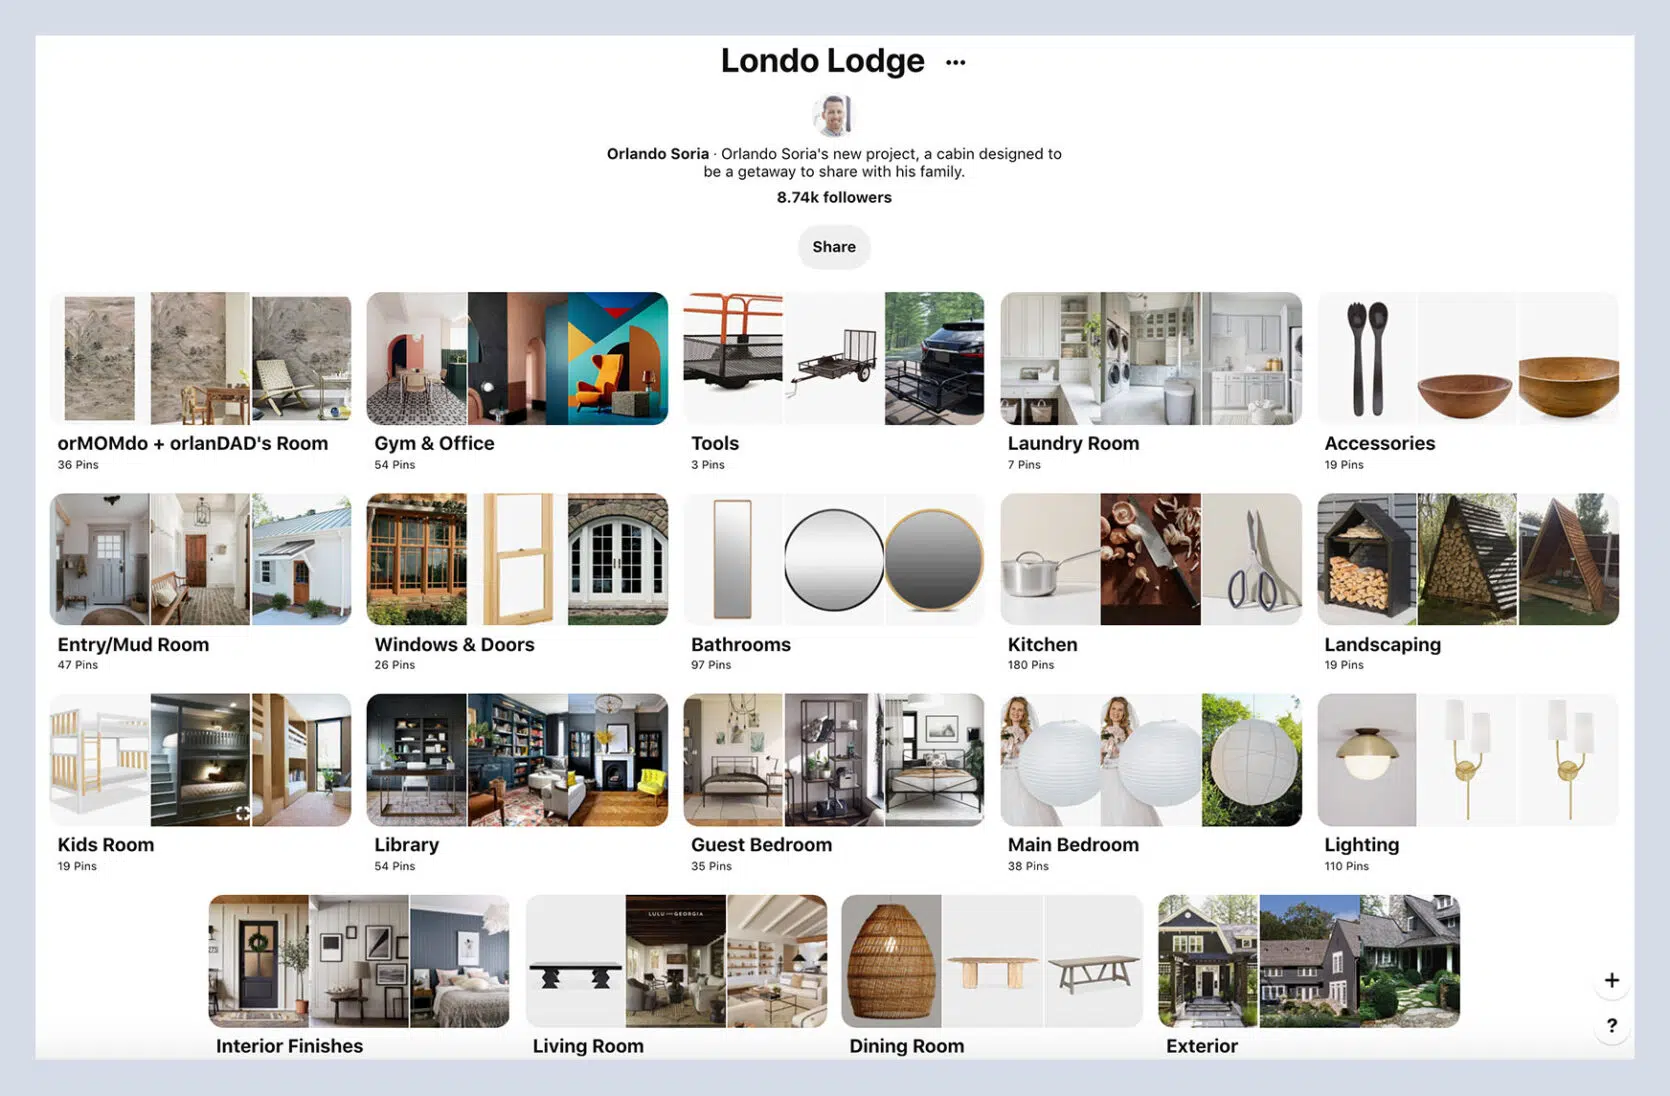 Londo Lodge
Orlando Soria · Orlando Soria's new project, a cabin designed to
be a getaway to share with his family.
8.74k followers
Share
orMOMdo + orlanDAD's Room
36 Pins
Gym & Office
54 Pins
Tools
3 Pins
Laundry Room
7 Pins
Accessories
19 Pins
Entry/Mud Room
47 Pins
Windows & Doors
26 Pins
Bathrooms
97 Pins
Kitchen
180 Pins
Landscaping
19 Pins
Kids Room
19 Pins
Library
54 Pins
Guest Bedroom
35 Pins
Main Bedroom
38 Pins
Lighting
110 Pins
LULU AND GEORGIA
Interior Finishes
Living Room
Dining Room
Exterior
+
?